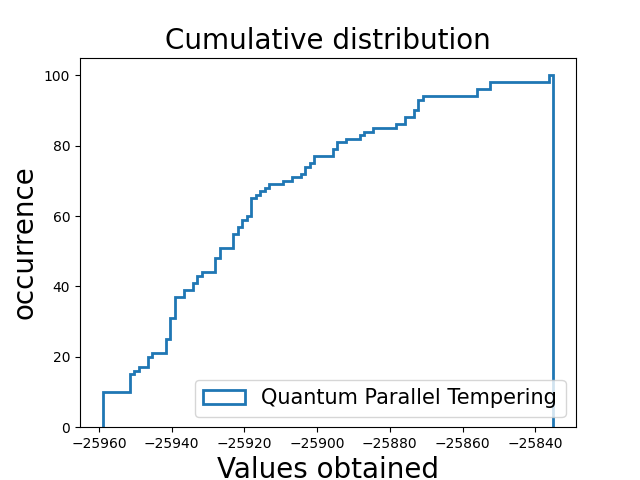 Cumulative distribution
100
80
60
40
20
0
occurrence
Quantum Parallel Tempering
−25960 −25940 −25920 −25900 −25880 −25860 −25840
Values obtained